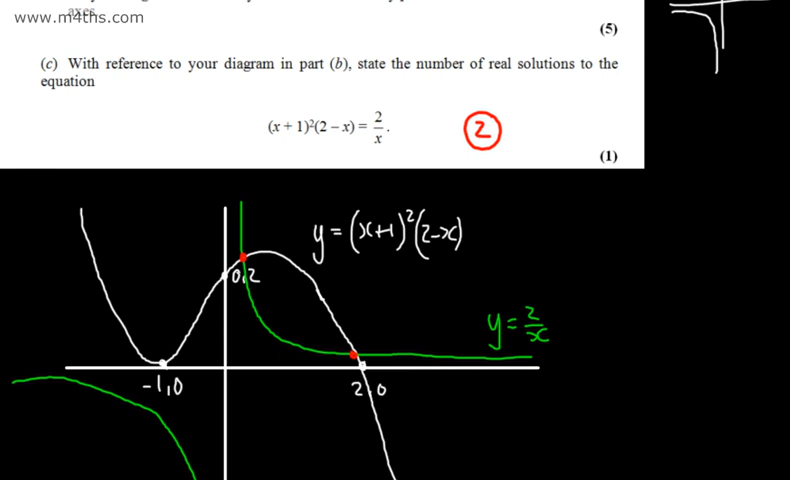 axes.
www.m4ths.com
(5)
(c) With reference to your diagram in part (b), state the number of real solutions to the
equation
(x + 1)²(2 – x) = 2/x.
2
(1)
y = (x+1)²(2-x)
0,2
y = 2/x
-1,0
2,0